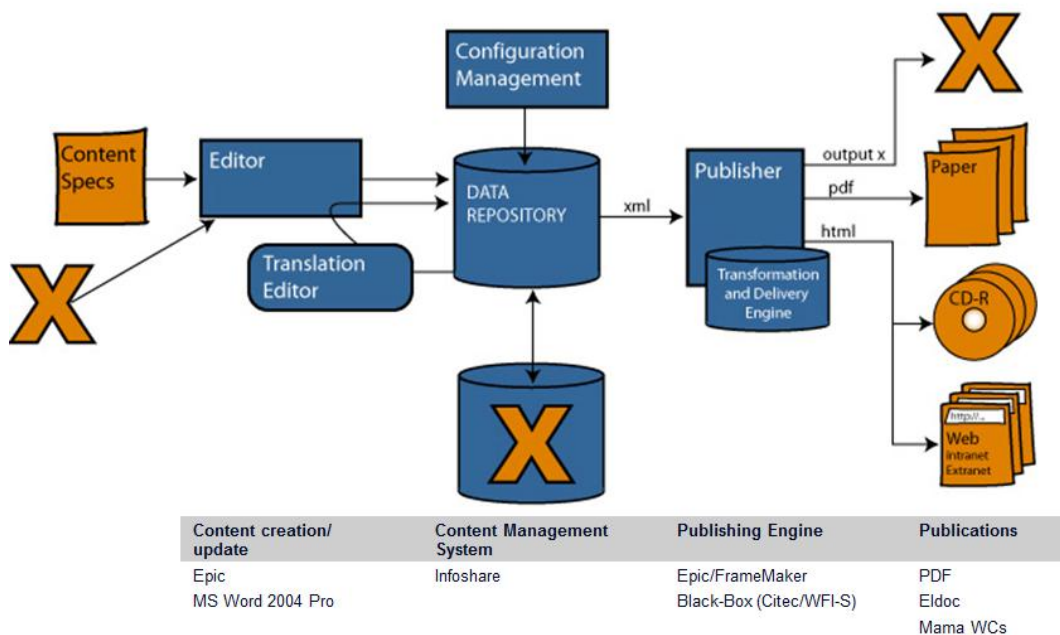 Configuration
Management
X
Content
Specs
Editor
DATA
REPOSITORY
Translation
Editor
X
xml
Publisher
Transformation
and Delivery
Engine
output x
pdf
html
Paper
CD-R
http://...
Web
Intranet
Extranet
X
Content creation/
update
Content Management
System
Publishing Engine
Publications
Epic
Infoshare
Epic/FrameMaker
PDF
MS Word 2004 Pro
Black-Box (Citec/WFI-S)
Eldoc
Mama WCs